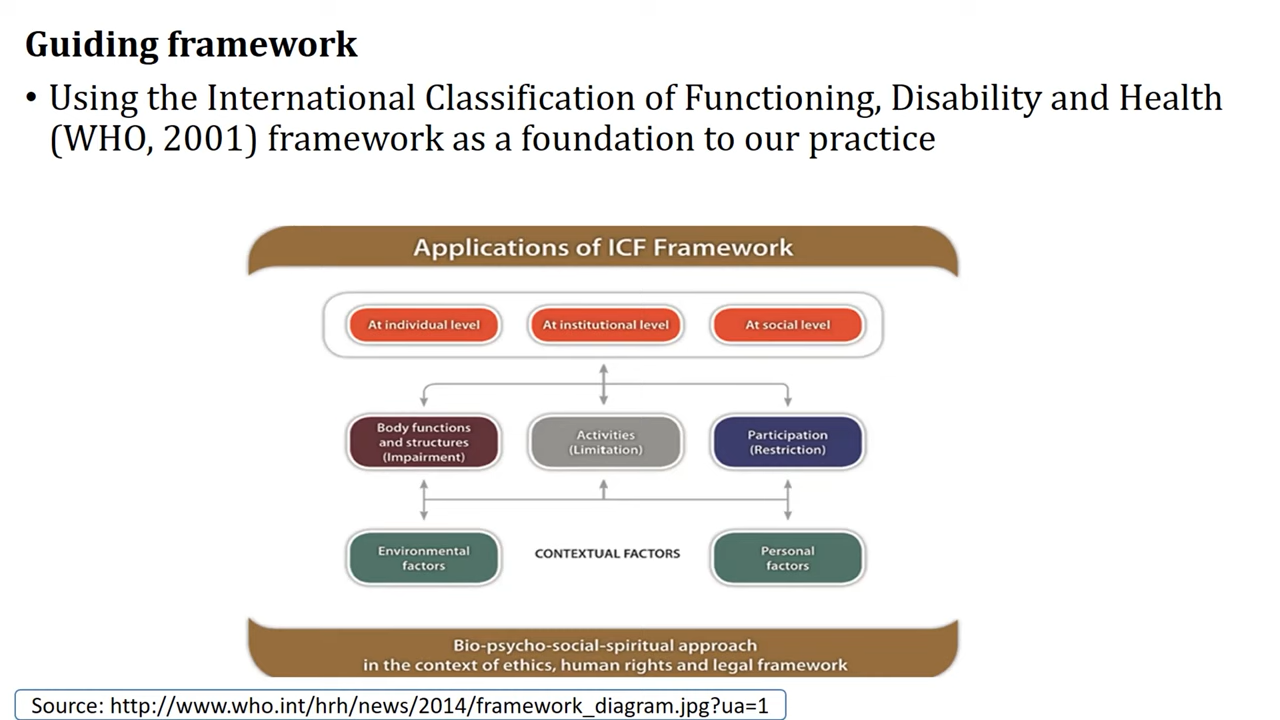 Guiding framework
• Using the International Classification of Functioning, Disability and Health
(WHO, 2001) framework as a foundation to our practice
Applications of ICF Framework
At individual level
At institutional level
At social level
Body functions
and structures
(Impairment)
Activities
(Limitation)
Participation
(Restriction)
Environmental
factors
CONTEXTUAL FACTORS
Personal
factors
Bio-psycho-social-spiritual approach
in the context of ethics, human rights and legal framework
Source: http://www.who.int/hrh/news/2014/framework_diagram.jpg?ua=1